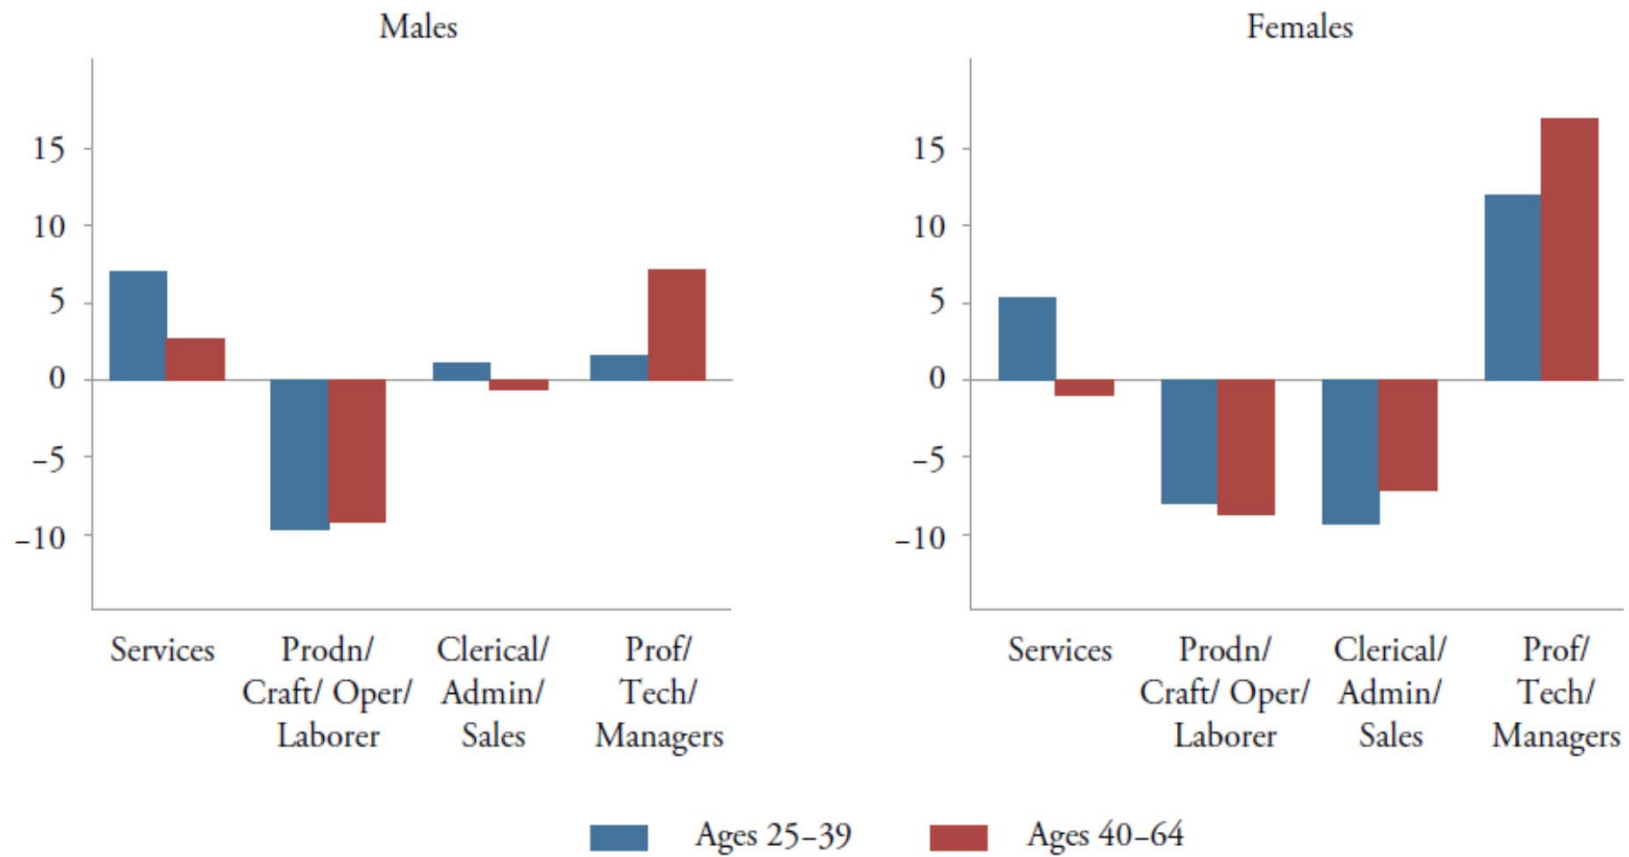 Males
Females
15
10
5
0
–5
–10
15
10
5
0
–5
–10
Services
Prodn/
Craft/ Oper/
Laborer
Clerical/
Admin/
Sales
Prof/
Tech/
Managers
Services
Prodn/
Craft/ Oper/
Laborer
Clerical/
Admin/
Sales
Prof/
Tech/
Managers
Ages 25–39
Ages 40–64